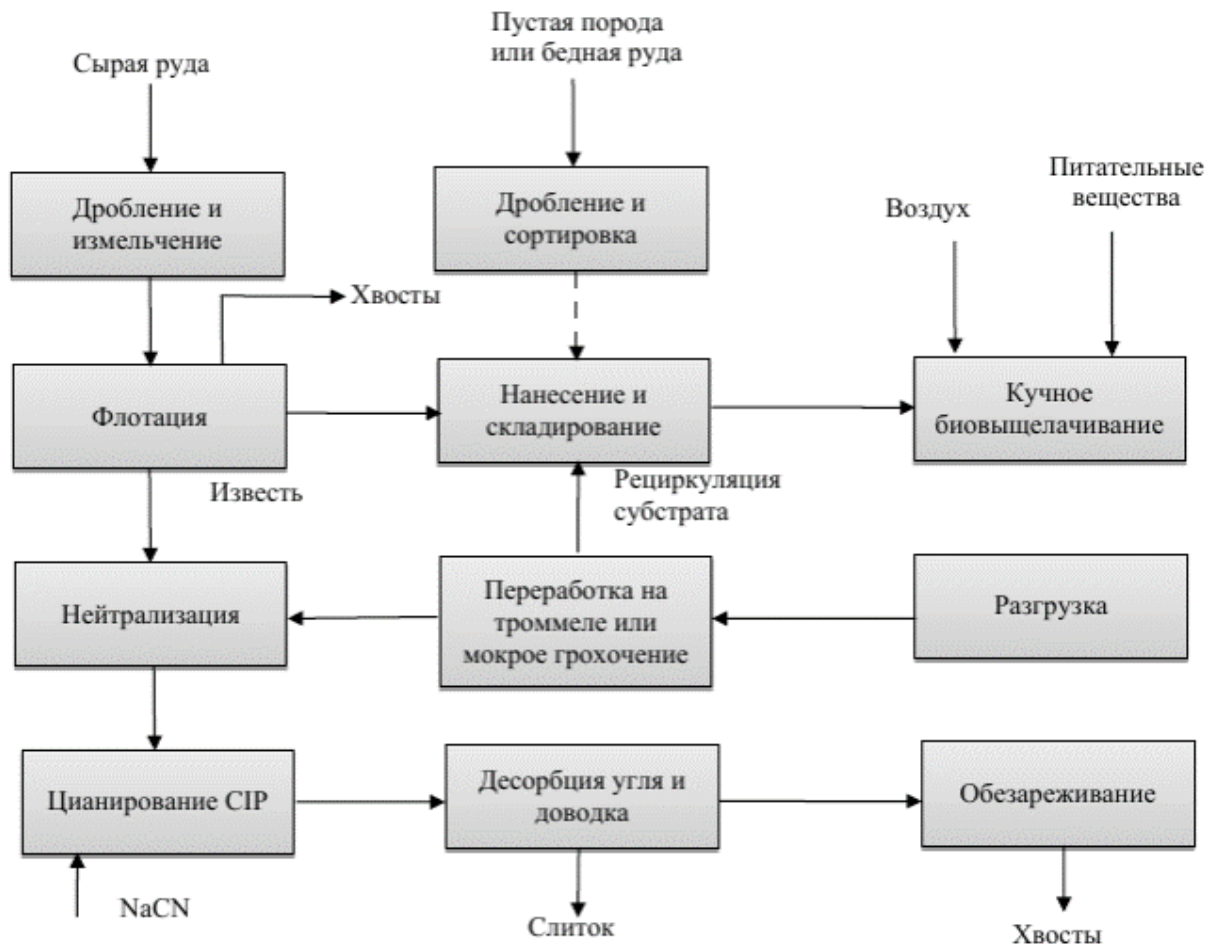 Пустая порода
или бедная руда
Сырая руда
Питательные
вещества
Воздух
Дробление и
измельчение
Дробление и
сортировка
Хвосты
Флотация
Нанесение и
складирование
Кучное
биовыщелачивание
Известь
Рециркуляция
субстрата
Нейтрализация
Переработка на
троммеле или
мокрое грохочение
Разгрузка
Цианирование CIP
Десорбция угля и
доводка
Обезареживание
NaCN
Слиток
Хвосты